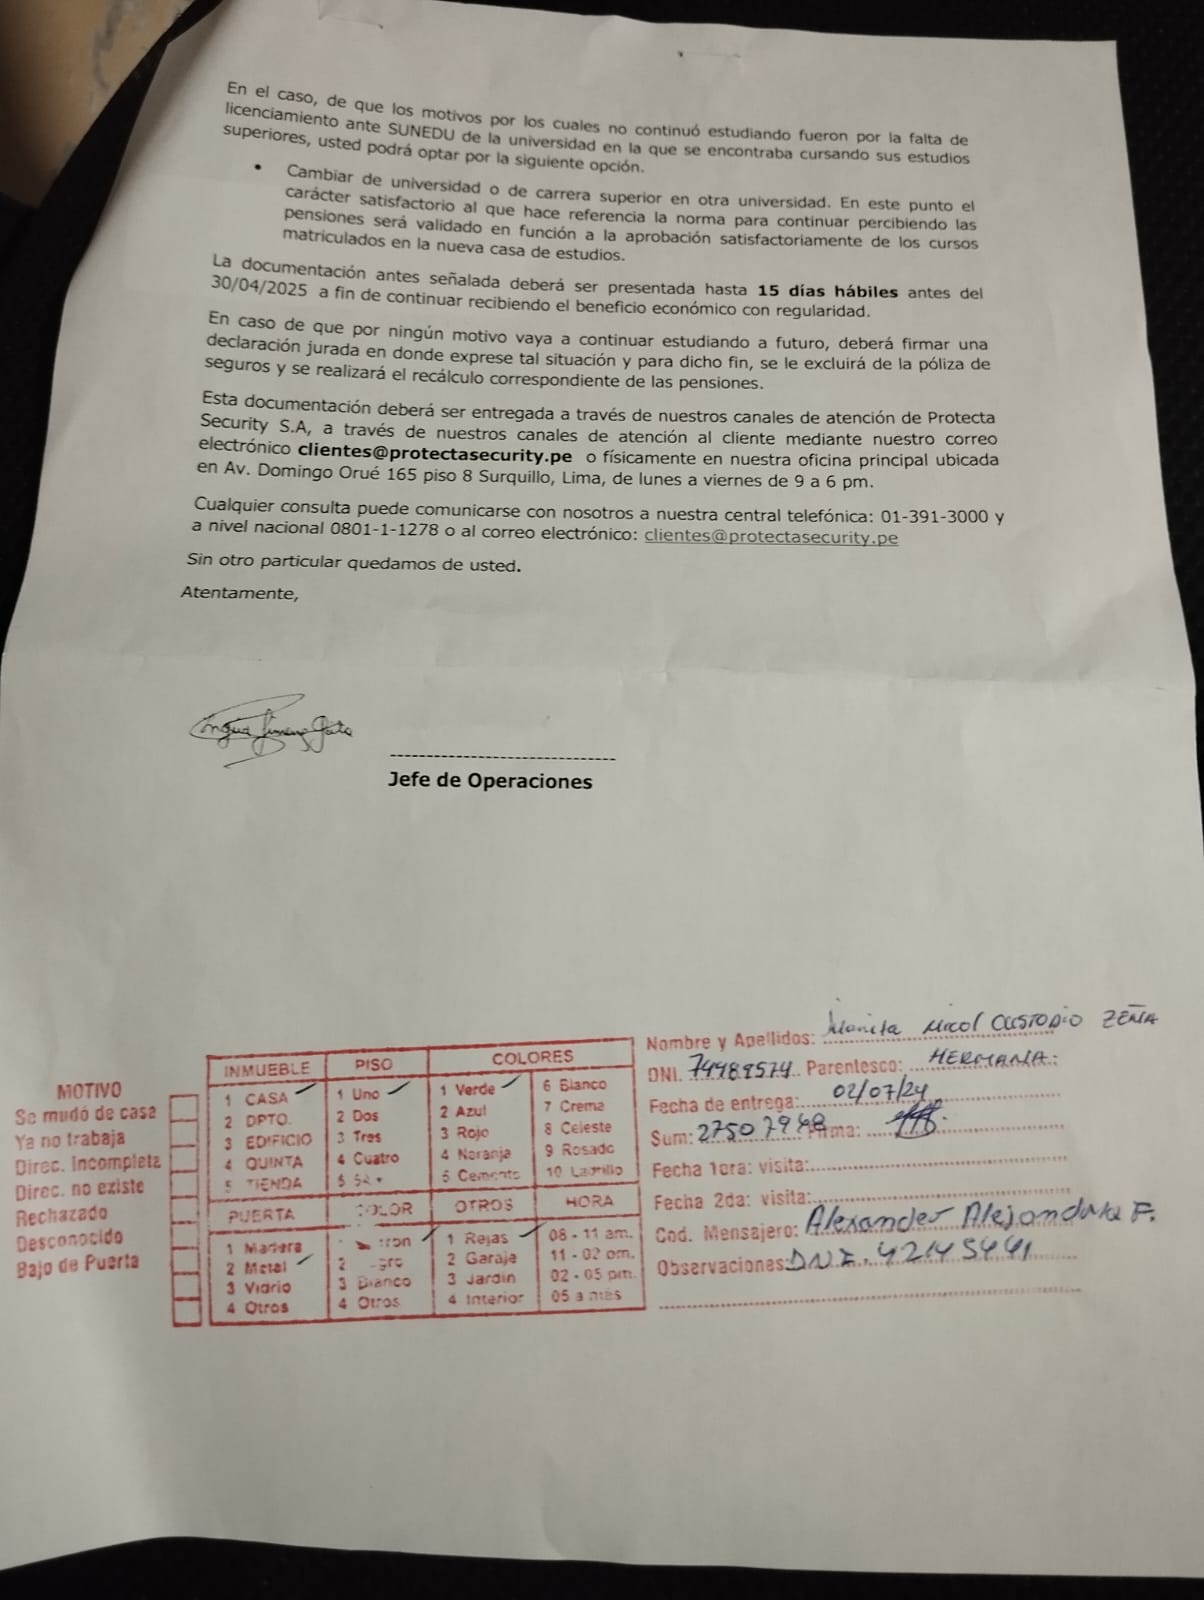 En el caso, de que los motivos por los cuales no continuó estudiando fueron por la falta de
licenciamiento ante SUNEDU de la universidad en la que se encontraba cursando sus estudios
superiores, usted podrá optar por la siguiente opción.
• Cambiar de universidad o de carrera superior en otra universidad. En este punto el
carácter satisfactorio al que hace referencia la norma para continuar percibiendo las
pensiones será validado en función a la aprobación satisfactoriamente de los cursos
matriculados en la nueva casa de estudios.
La documentación antes señalada deberá ser presentada hasta 15 días hábiles antes del
30/04/2025 a fin de continuar recibiendo el beneficio económico con regularidad.
En caso de que por ningún motivo vaya a continuar estudiando a futuro, deberá firmar una
declaración jurada en donde exprese tal situación y para dicho fin, se le excluirá de la póliza de
seguros y se realizará el recálculo correspondiente de las pensiones.
Esta documentación deberá ser entregada a través de nuestros canales de atención de Protecta
Security S.A, a través de nuestros canales de atención al cliente mediante nuestro correo
electrónico clientes@protectasecurity.pe o físicamente en nuestra oficina principal ubicada
en Av. Domingo Orué 165 piso 8 Surquillo, Lima, de lunes a viernes de 9 a 6 pm.
Cualquier consulta puede comunicarse con nosotros a nuestra central telefónica: 01-391-3000 y
a nivel nacional 0801-1-1278 o al correo electrónico: clientes@protectasecurity.pe
Sin otro particular quedamos de usted.
Atentamente,
Jefe de Operaciones
MOTIVO
Se mudó de casa
Ya no trabaja
Direc. Incompleta
Direc. no existe
Rechazado
Desconocido
Bajo de Puerta
INMUEBLE PISO COLORES
1 CASA 1 Uno 1 Verde 6 Blanco
2 DPTO. 2 Dos 2 Azul 7 Crema
3 EDIFICIO 3 Tres 3 Rojo 8 Celeste
4 QUINTA 4 Cuatro 4 Naranja 9 Rosado
5 TIENDA 5 5a + 5 Cemento 10 Ladrillo
PUERTA COLOR OTROS HORA
1 Madera 1 Rejas 08 - 11 am.
2 Metal 2 2 Garaje 11 - 02 pm.
3 Vidrio 3 Blanco 3 Jardin 02 - 05 pm.
4 Otros 4 Otros 4 Interior 05 a más
Nombre y Apellidos: Nicol CUSTODIO ZEÑA
DNI. 74989574 Parentesco: HERMANA.
Fecha de entrega: 02/07/24
Sum: 27507948 Firma:
Fecha 1era: visita:
Fecha 2da: visita:
Cod. Mensajero: Alexander F.
Observaciones: DNI. 42145441